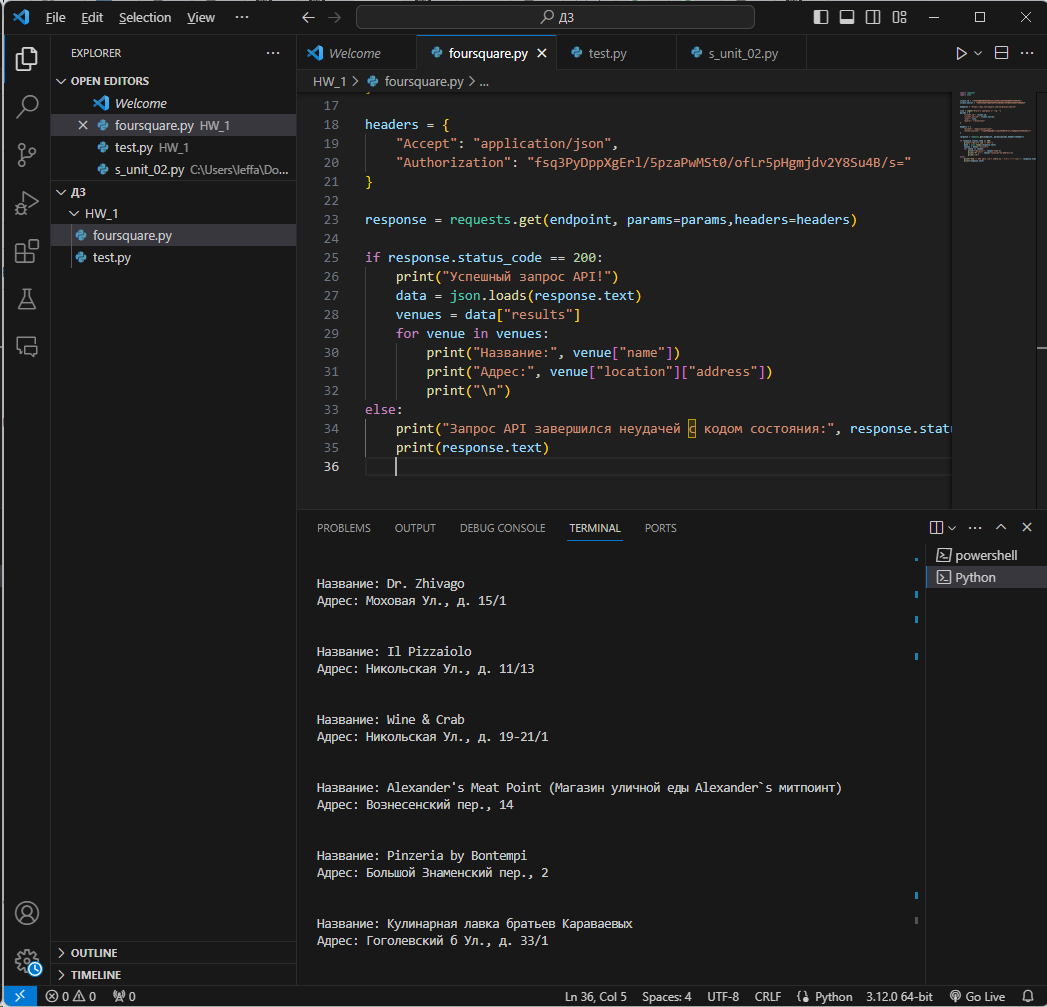 File Edit Selection View ... ДЗ
EXPLORER ...
OPEN EDITORS
Welcome
foursquare.py HW_1
test.py HW_1
s_unit_02.py C:\Users\leffa\Do...
ДЗ
HW_1
foursquare.py
test.py
OUTLINE
TIMELINE
Welcome foursquare.py test.py s_unit_02.py
HW_1 > foursquare.py > ...
17
18 headers = {
19 "Accept": "application/json",
20 "Authorization": "fsq3PyDppXgErl/5pzaPwMSt0/ofLr5pHgmjdv2Y8Su4B/s="
21 }
22
23 response = requests.get(endpoint, params=params,headers=headers)
24
25 if response.status_code == 200:
26 print("Успешный запрос API!")
27 data = json.loads(response.text)
28 venues = data["results"]
29 for venue in venues:
30 print("Название:", venue["name"])
31 print("Адрес:", venue["location"]["address"])
32 print("\n")
33 else:
34 print("Запрос API завершился неудачей с кодом состояния:", response.stat
35 print(response.text)
36
PROBLEMS OUTPUT DEBUG CONSOLE TERMINAL PORTS
powershell
Python
Название: Dr. Zhivago
Адрес: Моховая Ул., д. 15/1
Название: Il Pizzaiolo
Адрес: Никольская Ул., д. 11/13
Название: Wine & Crab
Адрес: Никольская Ул., д. 19-21/1
Название: Alexander's Meat Point (Магазин уличной еды Alexander`s митпоинт)
Адрес: Вознесенский пер., 14
Название: Pinzeria by Bontempi
Адрес: Большой Знаменский пер., 2
Название: Кулинарная лавка братьев Караваевых
Адрес: Гоголевский б Ул., д. 33/1
0 0 0 Ln 36, Col 5 Spaces: 4 UTF-8 CRLF Python 3.12.0 64-bit Go Live